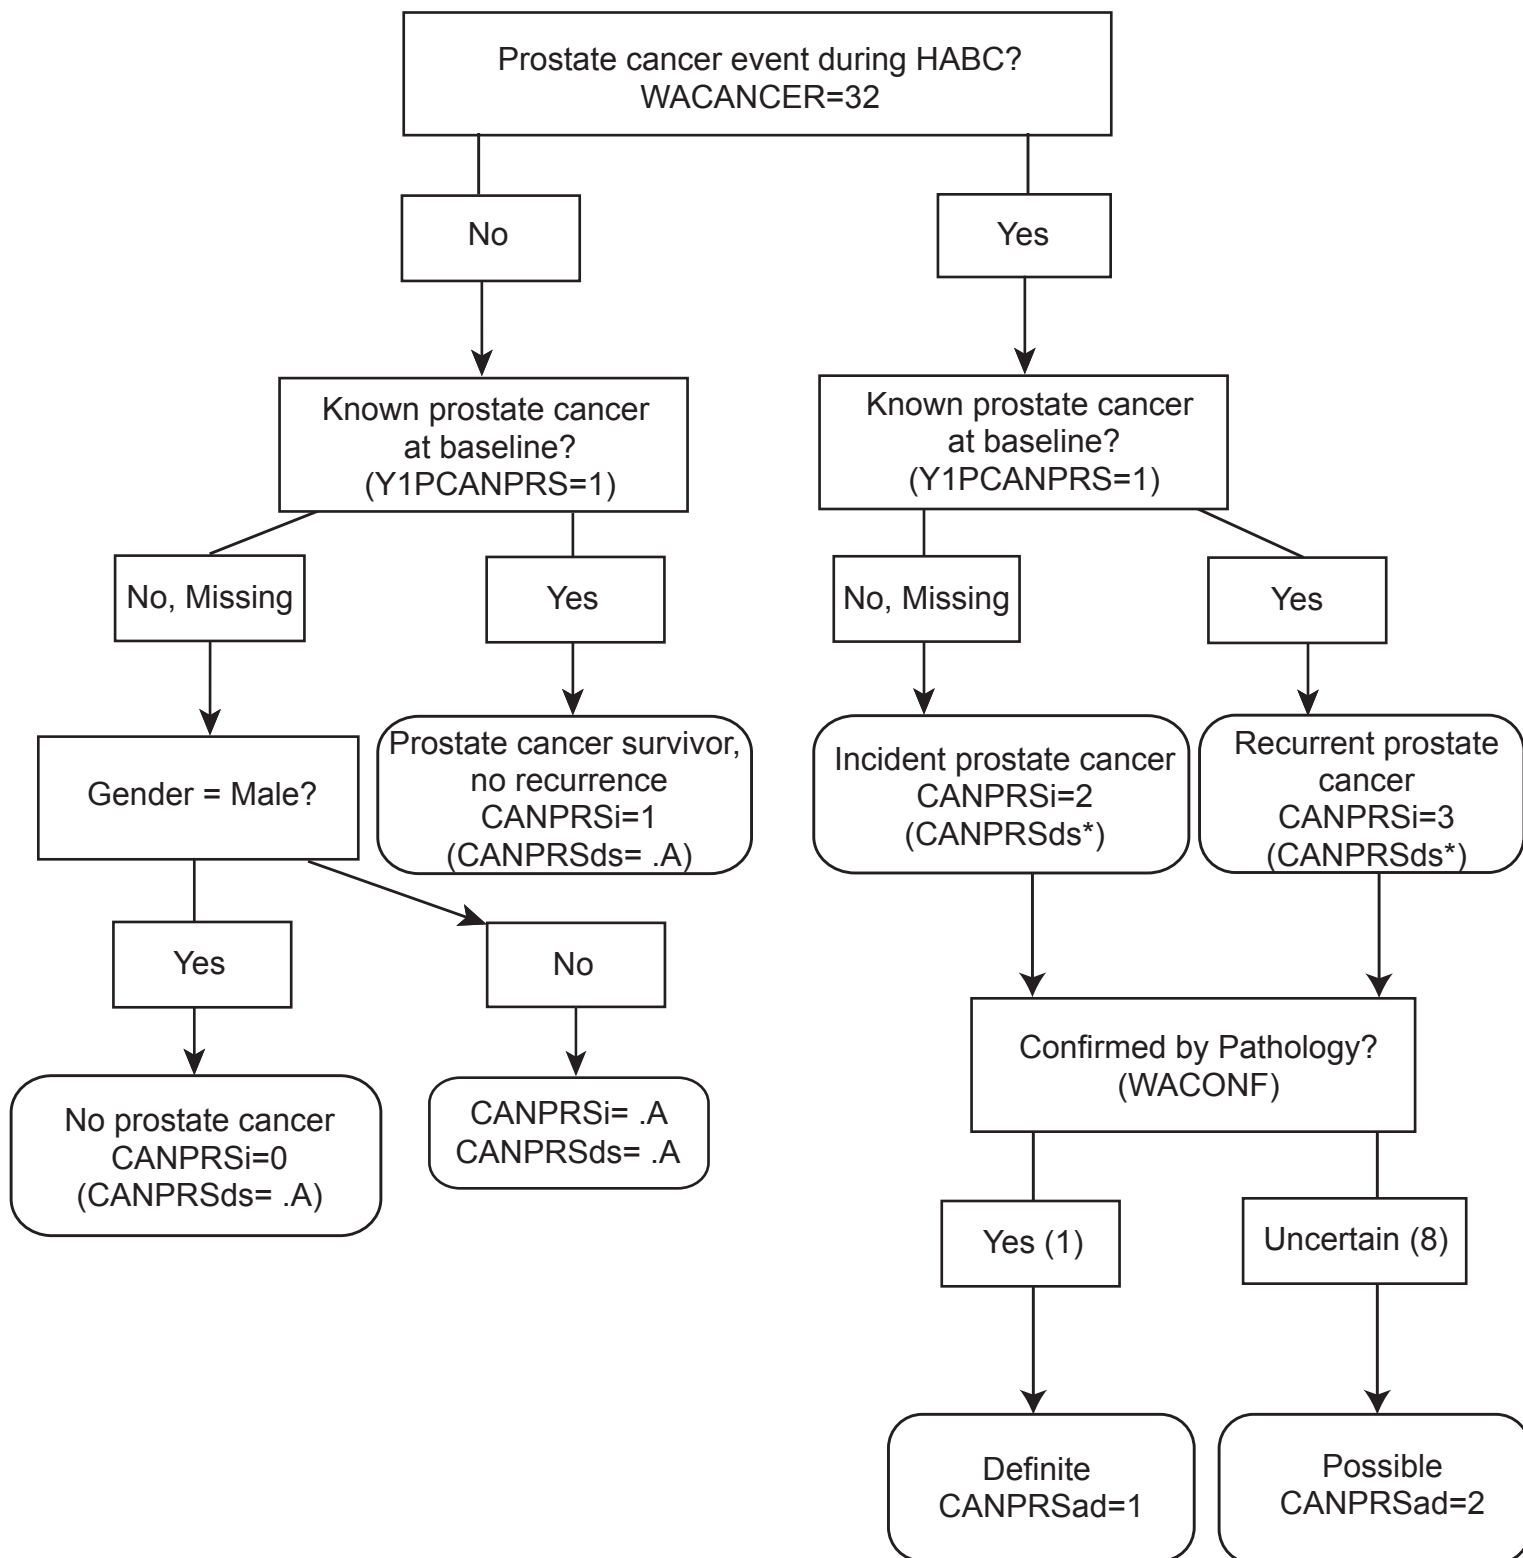 Prostate cancer event during HABC?
WACANCER=32
No
Yes
Known prostate cancer
at baseline?
(Y1PCANPRS=1)
Known prostate cancer
at baseline?
(Y1PCANPRS=1)
No, Missing
Yes
No, Missing
Yes
Gender = Male?
Prostate cancer survivor,
no recurrence
CANPRSi=1
(CANPRSds= .A)
Incident prostate cancer
CANPRSi=2
(CANPRSds*)
Recurrent prostate
cancer
CANPRSi=3
(CANPRSds*)
Yes
No
No prostate cancer
CANPRSi=0
(CANPRSds= .A)
CANPRSi= .A
CANPRSds= .A
Confirmed by Pathology?
(WACONF)
Yes (1)
Uncertain (8)
Definite
CANPRSad=1
Possible
CANPRSad=2